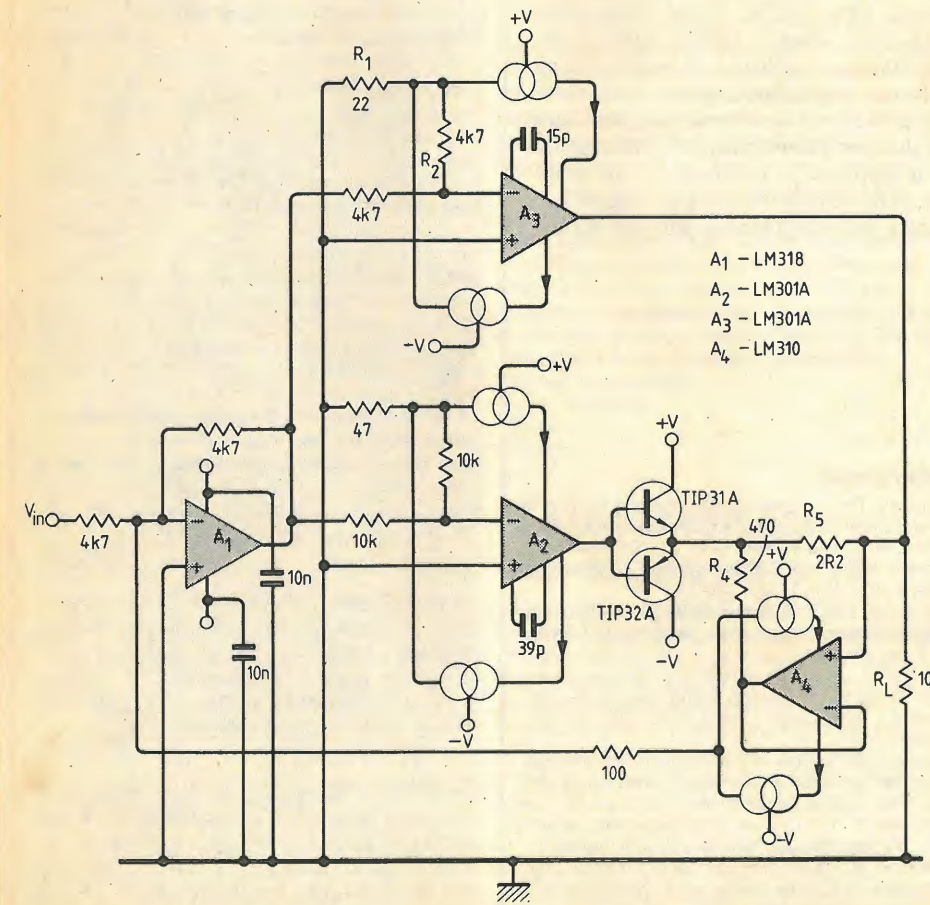 +V
R1
22
4k7
R2
15p
4k7
A3
−
+
−V
A1 – LM318
A2 – LM301A
A3 – LM301A
A4 – LM310
+V
47
10k
4k7
Vin
4k7
−
A1
+
10n
10n
10k
−
A2
+
39p
−V
+V
TIP31A
TIP32A
−V
470
R5
2R2
R4
+V
+
A4
−
RL
10
100
−V